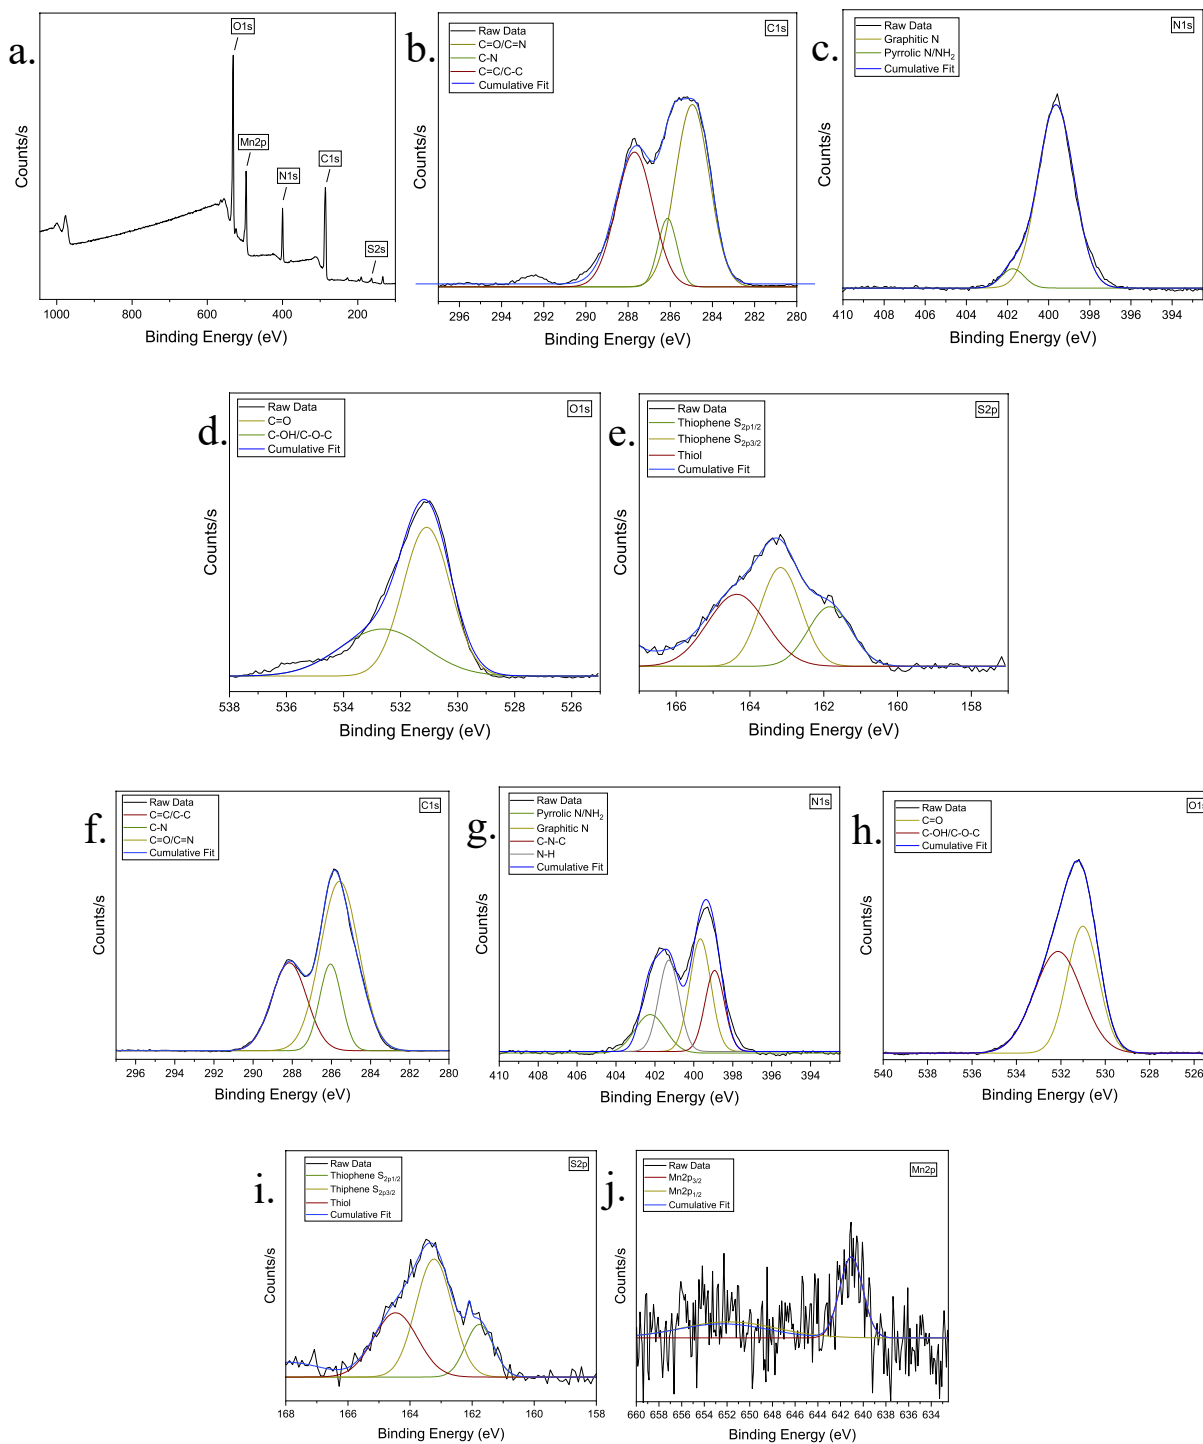 a.
O1s
Mn2p
N1s
C1s
S2s
Counts/s
1000 800 600 400 200
Binding Energy (eV)
b.
Raw Data
C=O/C=N
C-N
C=C/C-C
Cumulative Fit
C1s
Counts/s
296 294 292 290 288 286 284 282 280
Binding Energy (eV)
c.
Raw Data
Graphitic N
Pyrrolic N/NH2
Cumulative Fit
N1s
Counts/s
410 408 406 404 402 400 398 396 394
Binding Energy (eV)
d.
Raw Data
C=O
C-OH/C-O-C
Cumulative Fit
O1s
Counts/s
538 536 534 532 530 528 526
Binding Energy (eV)
e.
Raw Data
Thiophene S2p1/2
Thiophene S2p3/2
Thiol
Cumulative Fit
S2p
Counts/s
166 164 162 160 158
Binding Energy (eV)
f.
Raw Data
C=C/C-C
C-N
C=O/C=N
Cumulative Fit
C1s
Counts/s
296 294 292 290 288 286 284 282 280
Binding Energy (eV)
g.
Raw Data
Pyrrolic N/NH2
Graphitic N
C-N-C
N-H
Cumulative Fit
N1s
Counts/s
410 408 406 404 402 400 398 396 394
Binding Energy (eV)
h.
Raw Data
C=O
C-OH/C-O-C
Cumulative Fit
O1s
Counts/s
540 538 536 534 532 530 528 526
Binding Energy (eV)
i.
Raw Data
Thiophene S2p1/2
Thiphene S2p3/2
Thiol
Cumulative Fit
S2p
Counts/s
168 166 164 162 160 158
Binding Energy (eV)
j.
Raw Data
Mn2p3/2
Mn2p1/2
Cumulative Fit
Mn2p
Counts/s
660 658 656 654 652 650 648 646 644 642 640 638 636 634
Binding Energy (eV)